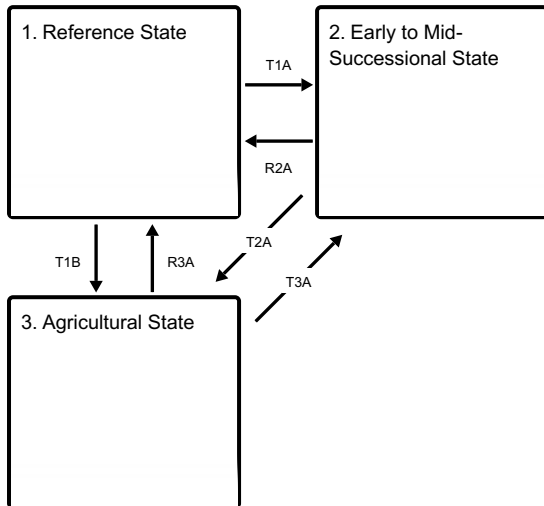 1. Reference State
2. Early to Mid-
Successional State
T1A
R2A
T1B
R3A
T2A
T3A
3. Agricultural State